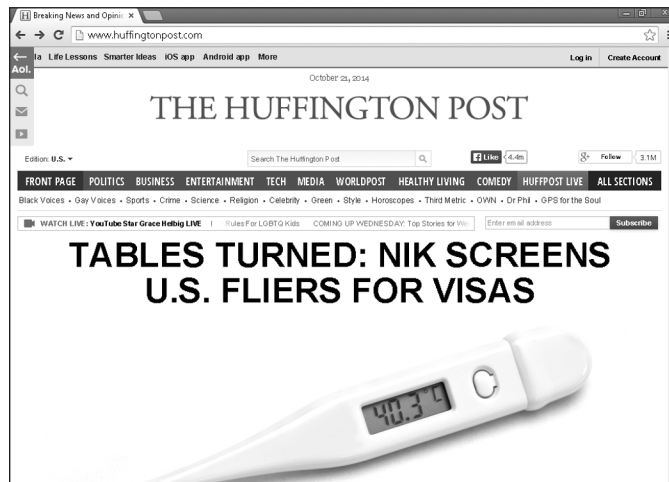 Breaking News and Opinic
www.huffingtonpost.com
la Life Lessons Smarter Ideas iOS app Android app More Log in Create Account
Aol.
October 21, 2014
THE HUFFINGTON POST
Edition: U.S. Search The Huffington Post Like 4.4m Follow 3.1M
FRONT PAGE POLITICS BUSINESS ENTERTAINMENT TECH MEDIA WORLDPOST HEALTHY LIVING COMEDY HUFFPOST LIVE ALL SECTIONS
Black Voices • Gay Voices • Sports • Crime • Science • Religion • Celebrity • Green • Style • Horoscopes • Third Metric • OWN • Dr Phil • GPS for the Soul
WATCH LIVE: YouTube Star Grace Helbig LIVE | Rules For LGBTQ Kids COMING UP WEDNESDAY: Top Stories for We Enter email address Subscribe
TABLES TURNED: NIK SCREENS
U.S. FLIERS FOR VISAS
40.3°C